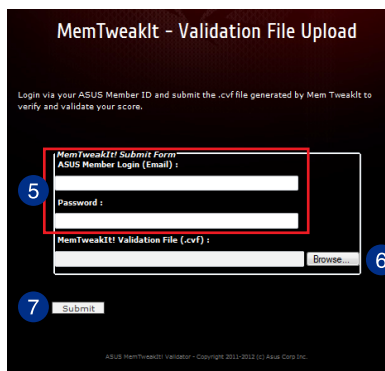 MemTweakIt - Validation File Upload
Login via your ASUS Member ID and submit the .cvf file generated by Mem TweakIt to
verify and validate your score.
MemTweakIt! Submit Form
ASUS Member Login (Email) :
5
Password :
MemTweakIt! Validation File (.cvf) :
Browse... 6
7 Submit
ASUS MemTweakIt! Validator - Copyright 2011-2012 (c) Asus Corp Inc.